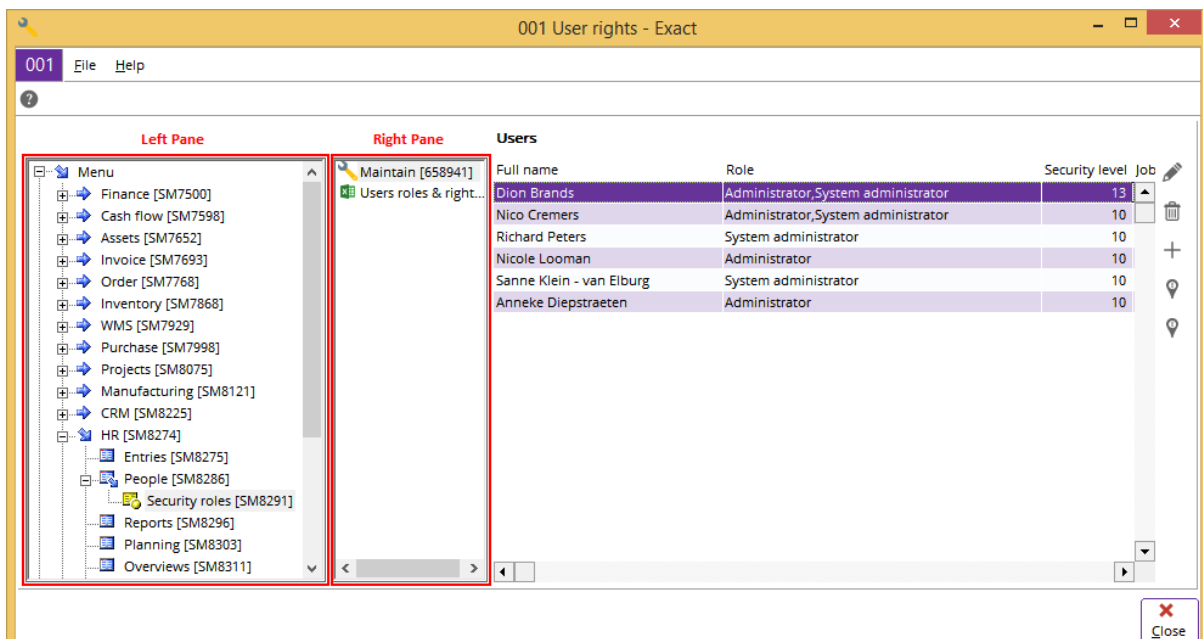 001 User rights - Exact
001 File Help
Left Pane
Right Pane
Users
Menu
Finance [SM7500]
Cash flow [SM7598]
Assets [SM7652]
Invoice [SM7693]
Order [SM7768]
Inventory [SM7868]
WMS [SM7929]
Purchase [SM7998]
Projects [SM8075]
Manufacturing [SM8121]
CRM [SM8225]
HR [SM8274]
Entries [SM8275]
People [SM8286]
Security roles [SM8291]
Reports [SM8296]
Planning [SM8303]
Overviews [SM8311]
Maintain [658941]
Users roles & right...
Full name Role Security level Job
Dion Brands Administrator,System administrator 13
Nico Cremers Administrator,System administrator 10
Richard Peters System administrator 10
Nicole Looman Administrator 10
Sanne Klein - van Elburg System administrator 10
Anneke Diepstraeten Administrator 10
Close